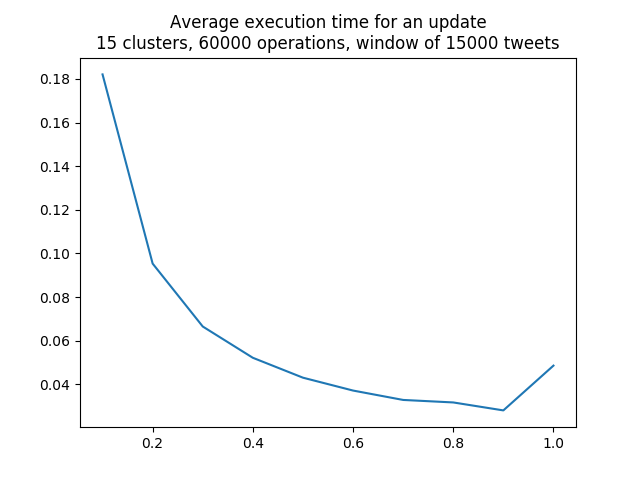 Average execution time for an update
15 clusters, 60000 operations, window of 15000 tweets
0.18
0.16
0.14
0.12
0.10
0.08
0.06
0.04
0.2 0.4 0.6 0.8 1.0